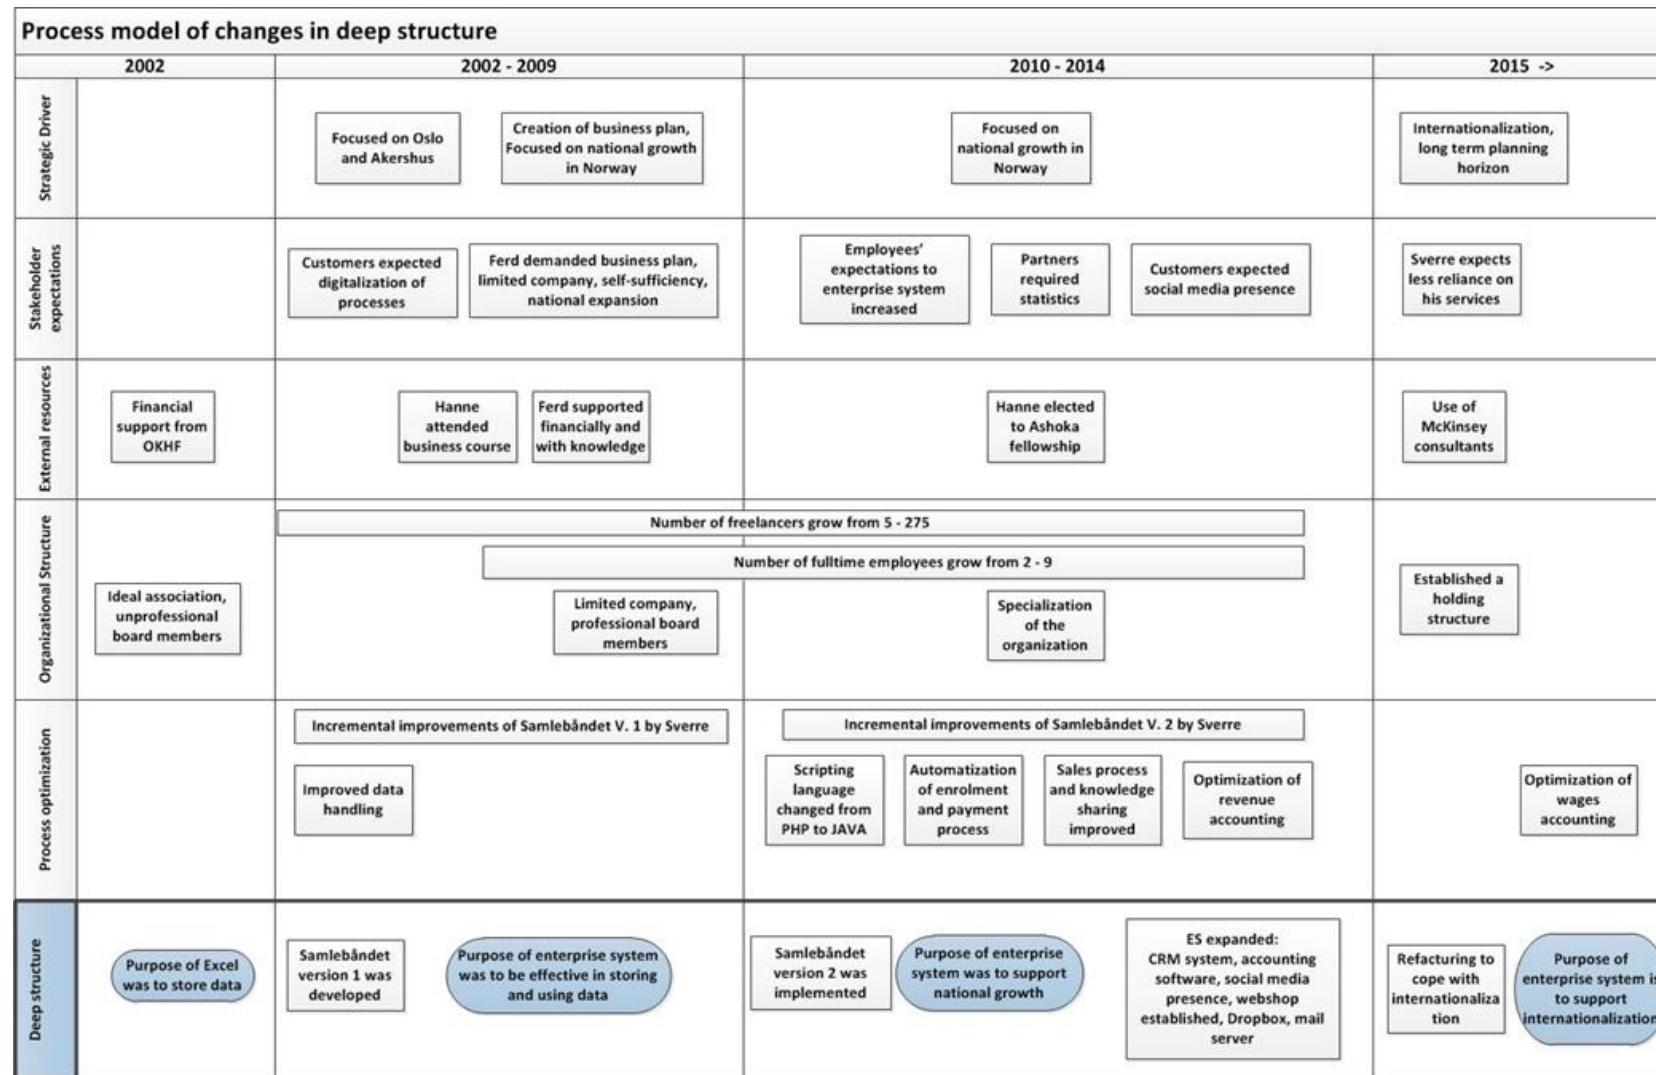 Process model of changes in deep structure
2002
2002 - 2009
2010 - 2014
2015 ->
Strategic Driver
Focused on Oslo
and Akershus
Creation of business plan,
Focused on national growth
in Norway
Focused on
national growth in
Norway
Internationalization,
long term planning
horizon
Stakeholder
expectations
Customers expected
digitalization of
processes
Ferd demanded business plan,
limited company, self-sufficiency,
national expansion
Employees'
expectations to
enterprise system
increased
Partners
required
statistics
Customers expected
social media presence
Sverre expects
less reliance on
his services
External resources
Financial
support from
OKHF
Hanne
attended
business course
Ferd supported
financially and
with knowledge
Hanne elected
to Ashoka
fellowship
Use of
McKinsey
consultants
Organizational Structure
Number of freelancers grow from 5 - 275
Number of fulltime employees grow from 2 - 9
Ideal association,
unprofessional
board members
Limited company,
professional board
members
Specialization
of the
organization
Established a
holding
structure
Process optimization
Incremental improvements of Samlebåndet V. 1 by Sverre
Incremental improvements of Samlebåndet V. 2 by Sverre
Improved data
handling
Scripting
language
changed from
PHP to JAVA
Automatization
of enrolment
and payment
process
Sales process
and knowledge
sharing
improved
Optimization of
revenue
accounting
Optimization of
wages
accounting
Deep structure
Purpose of Excel
was to store data
Samlebåndet
version 1 was
developed
Purpose of enterprise system
was to be effective in storing
and using data
Samlebåndet
version 2 was
implemented
Purpose of enterprise
system was to support
national growth
ES expanded:
CRM system, accounting
software, social media
presence, webshop
established, Dropbox, mail
server
Refacturing to
cope with
internationaliza
tion
Purpose of
enterprise system is
to support
internationalization